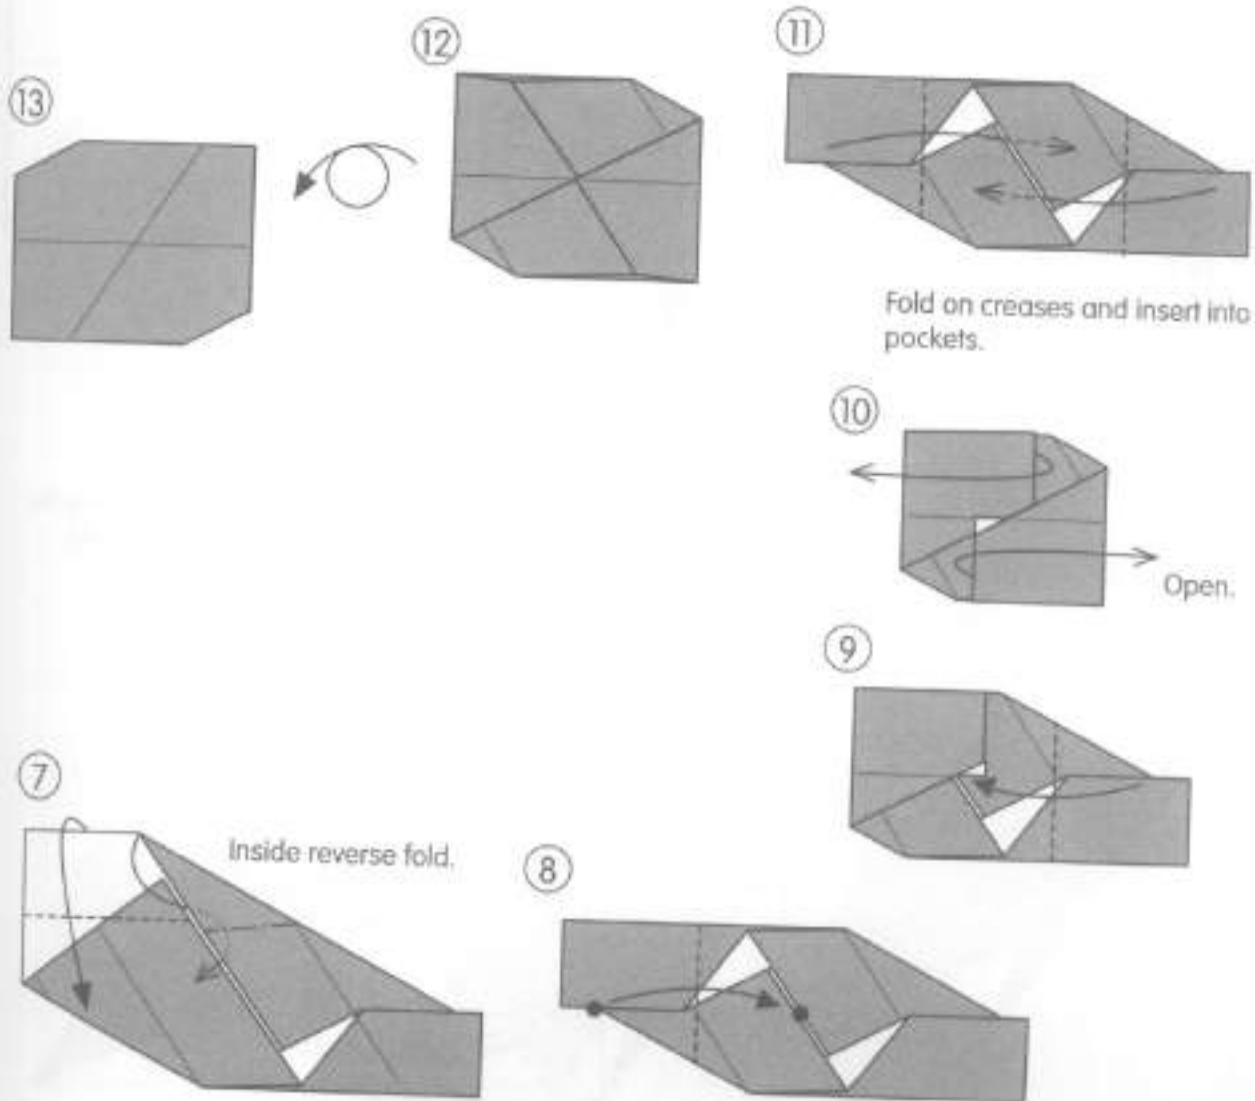 13
12
11
Fold on creases and insert into
pockets.
10
Open.
9
7
Inside reverse fold.
8